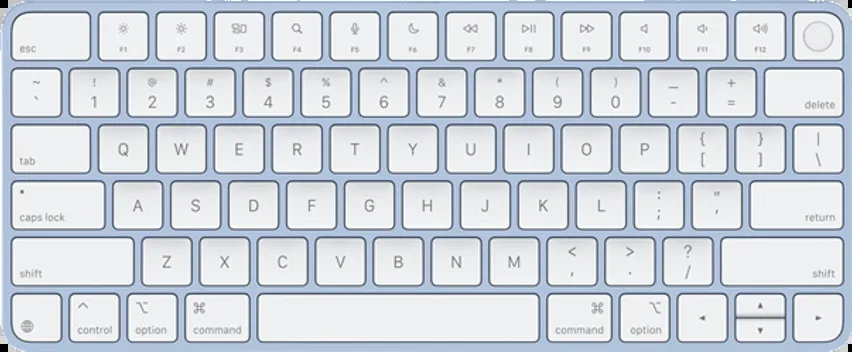 esc F1 F2 F3 F4 F5 F6 F7 F8 F9 F10 F11 F12
~ ! @ # $ % ^ & * ( ) _ +
` 1 2 3 4 5 6 7 8 9 0 - = delete
tab Q W E R T Y U I O P { [ } ] | \
caps lock A S D F G H J K L : ; " ' return
shift Z X C V B N M < , > . ? / shift
control ⌥ option ⌘ command ⌘ command ⌥ option